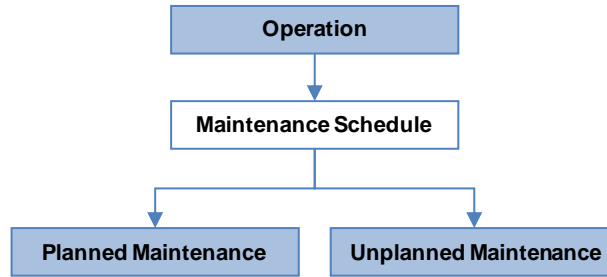 Operation
Maintenance Schedule
Planned Maintenance
Unplanned Maintenance